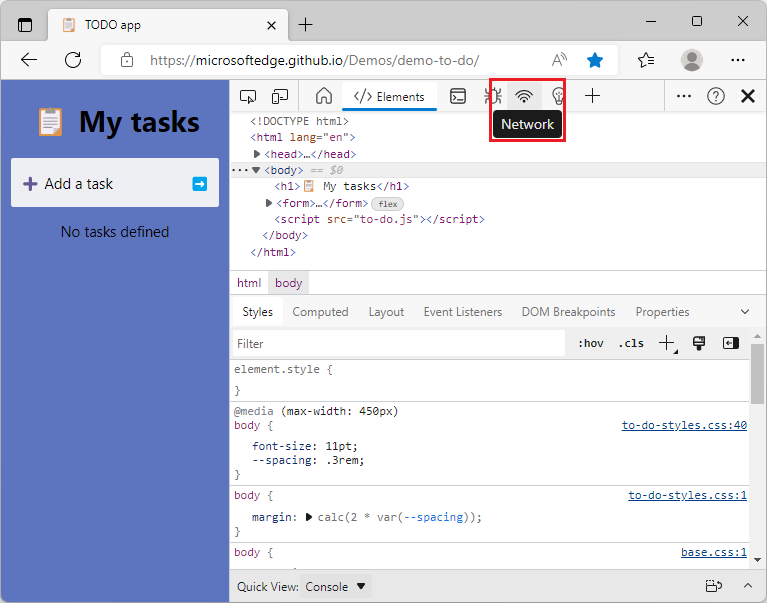 TODO app
https://microsoftedge.github.io/Demos/demo-to-do/
My tasks
Add a task
No tasks defined
</> Elements
Network
<!DOCTYPE html>
<html lang="en">
<head>…</head>
<body> == $0
<h1>📋 My tasks</h1>
<form>…</form> flex
<script src="to-do.js"></script>
</body>
</html>
html body
Styles Computed Layout Event Listeners DOM Breakpoints Properties
Filter :hov .cls
element.style {
}
@media (max-width: 450px)
body { to-do-styles.css:40
font-size: 11pt;
--spacing: .3rem;
}
body { to-do-styles.css:1
margin: calc(2 * var(--spacing));
}
body { base.css:1
Quick View: Console